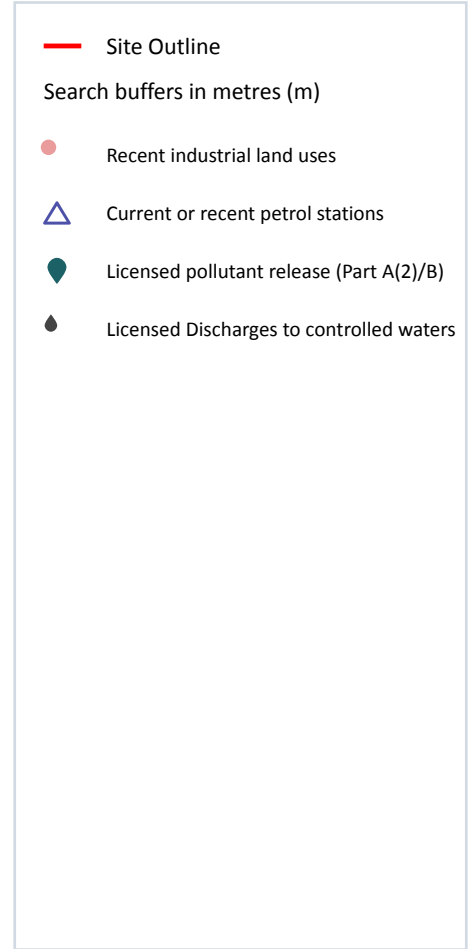 Site Outline
Search buffers in metres (m)
Recent industrial land uses
Current or recent petrol stations
Licensed pollutant release (Part A(2)/B)
Licensed Discharges to controlled waters